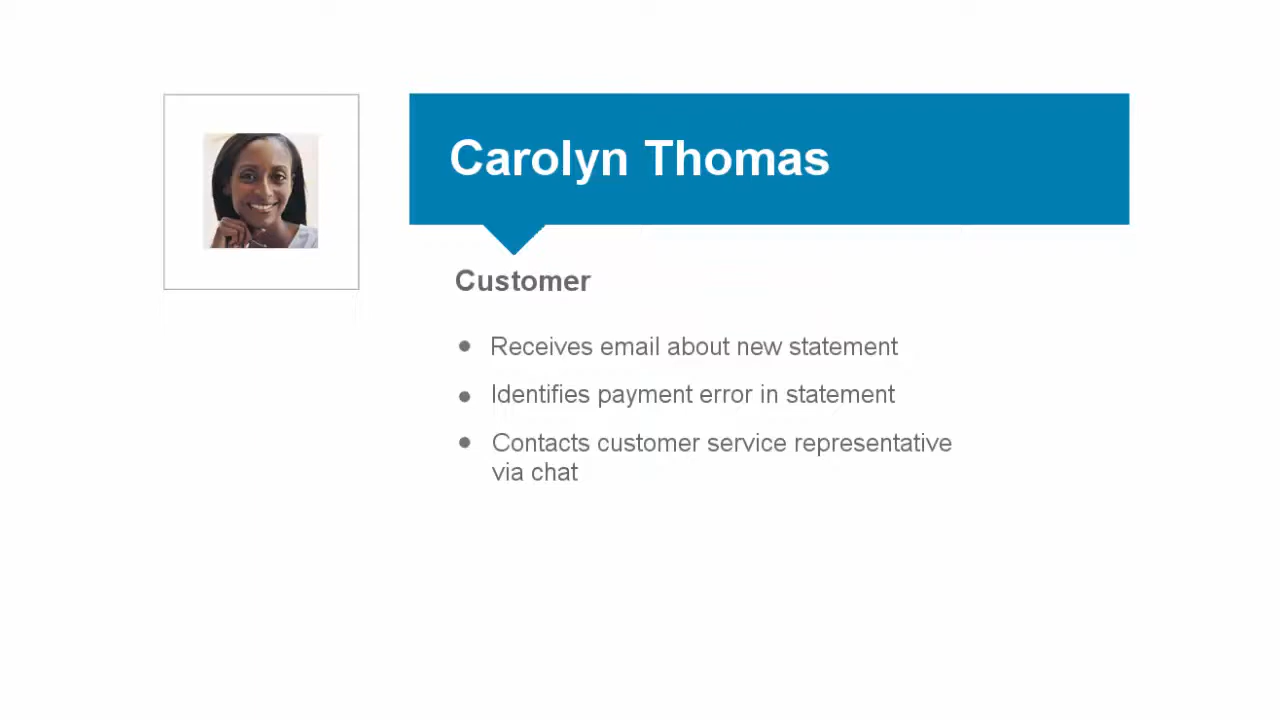 Carolyn Thomas
Customer
Receives email about new statement
Identifies payment error in statement
Contacts customer service representative
via chat